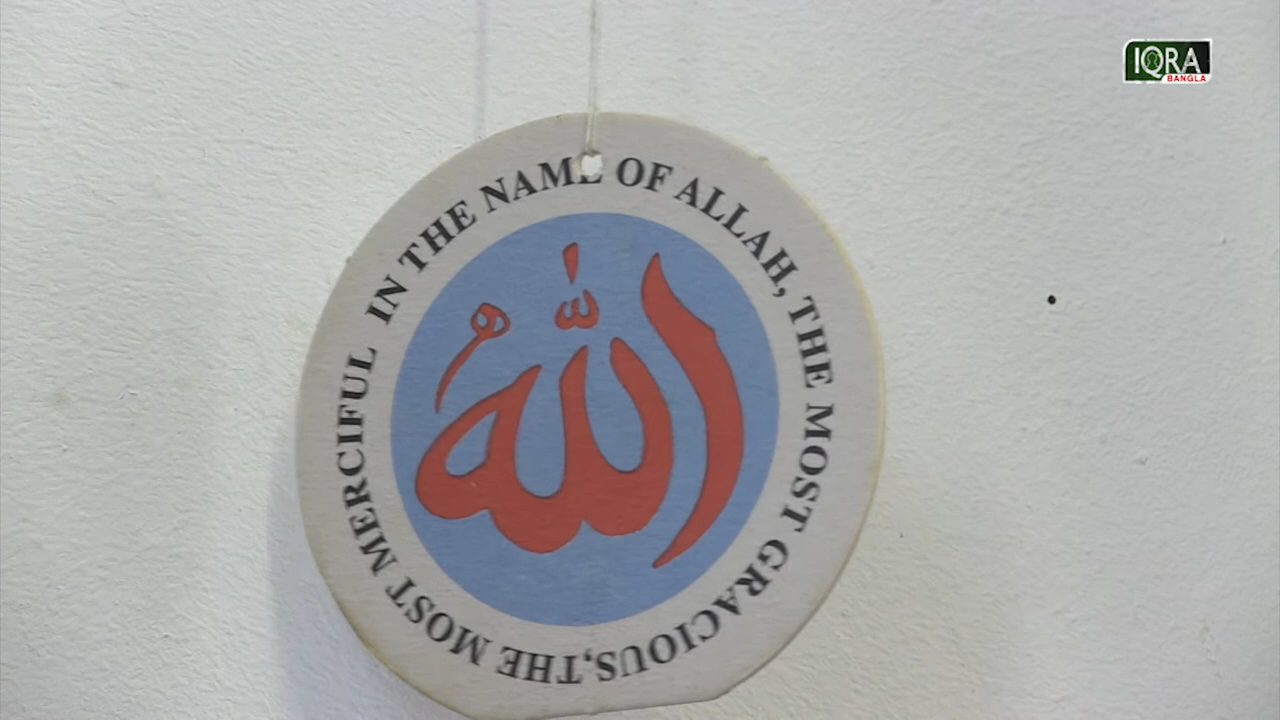 IN THE NAME OF ALLAH, THE MOST GRACIOUS,THE MOST MERCIFUL
الله
IQRA
BANGLA